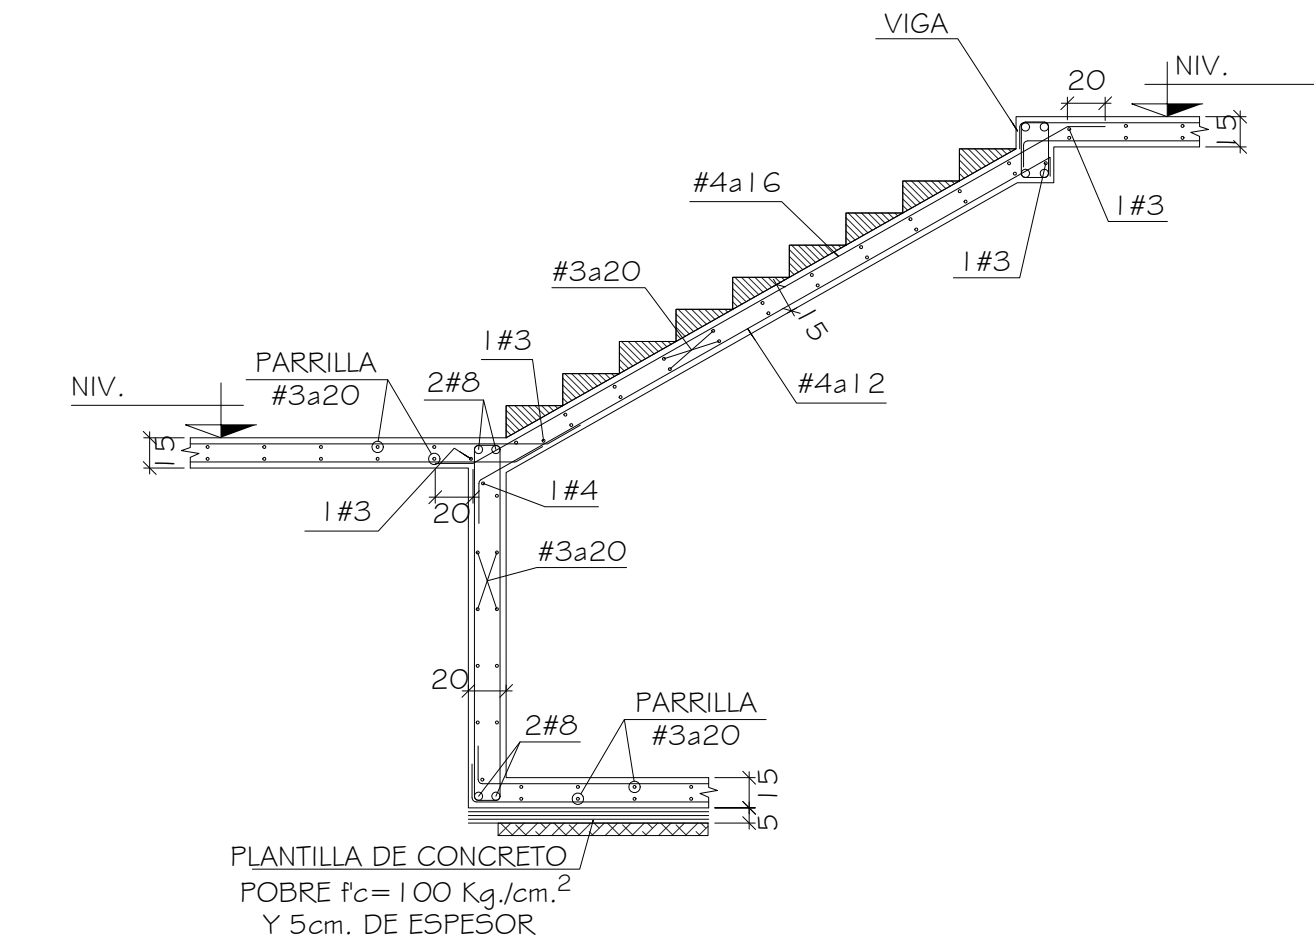 VIGA
NIV.
20
15
#4a16
1#3
1#3
#3a20
15
1#3
PARRILLA
#3a20
2#8
#4a12
NIV.
15
1#4
1#3
20
#3a20
20
PARRILLA
#3a20
2#8
15
5
PLANTILLA DE CONCRETO
POBRE f'c=100 Kg./cm.²
Y 5cm. DE ESPESOR